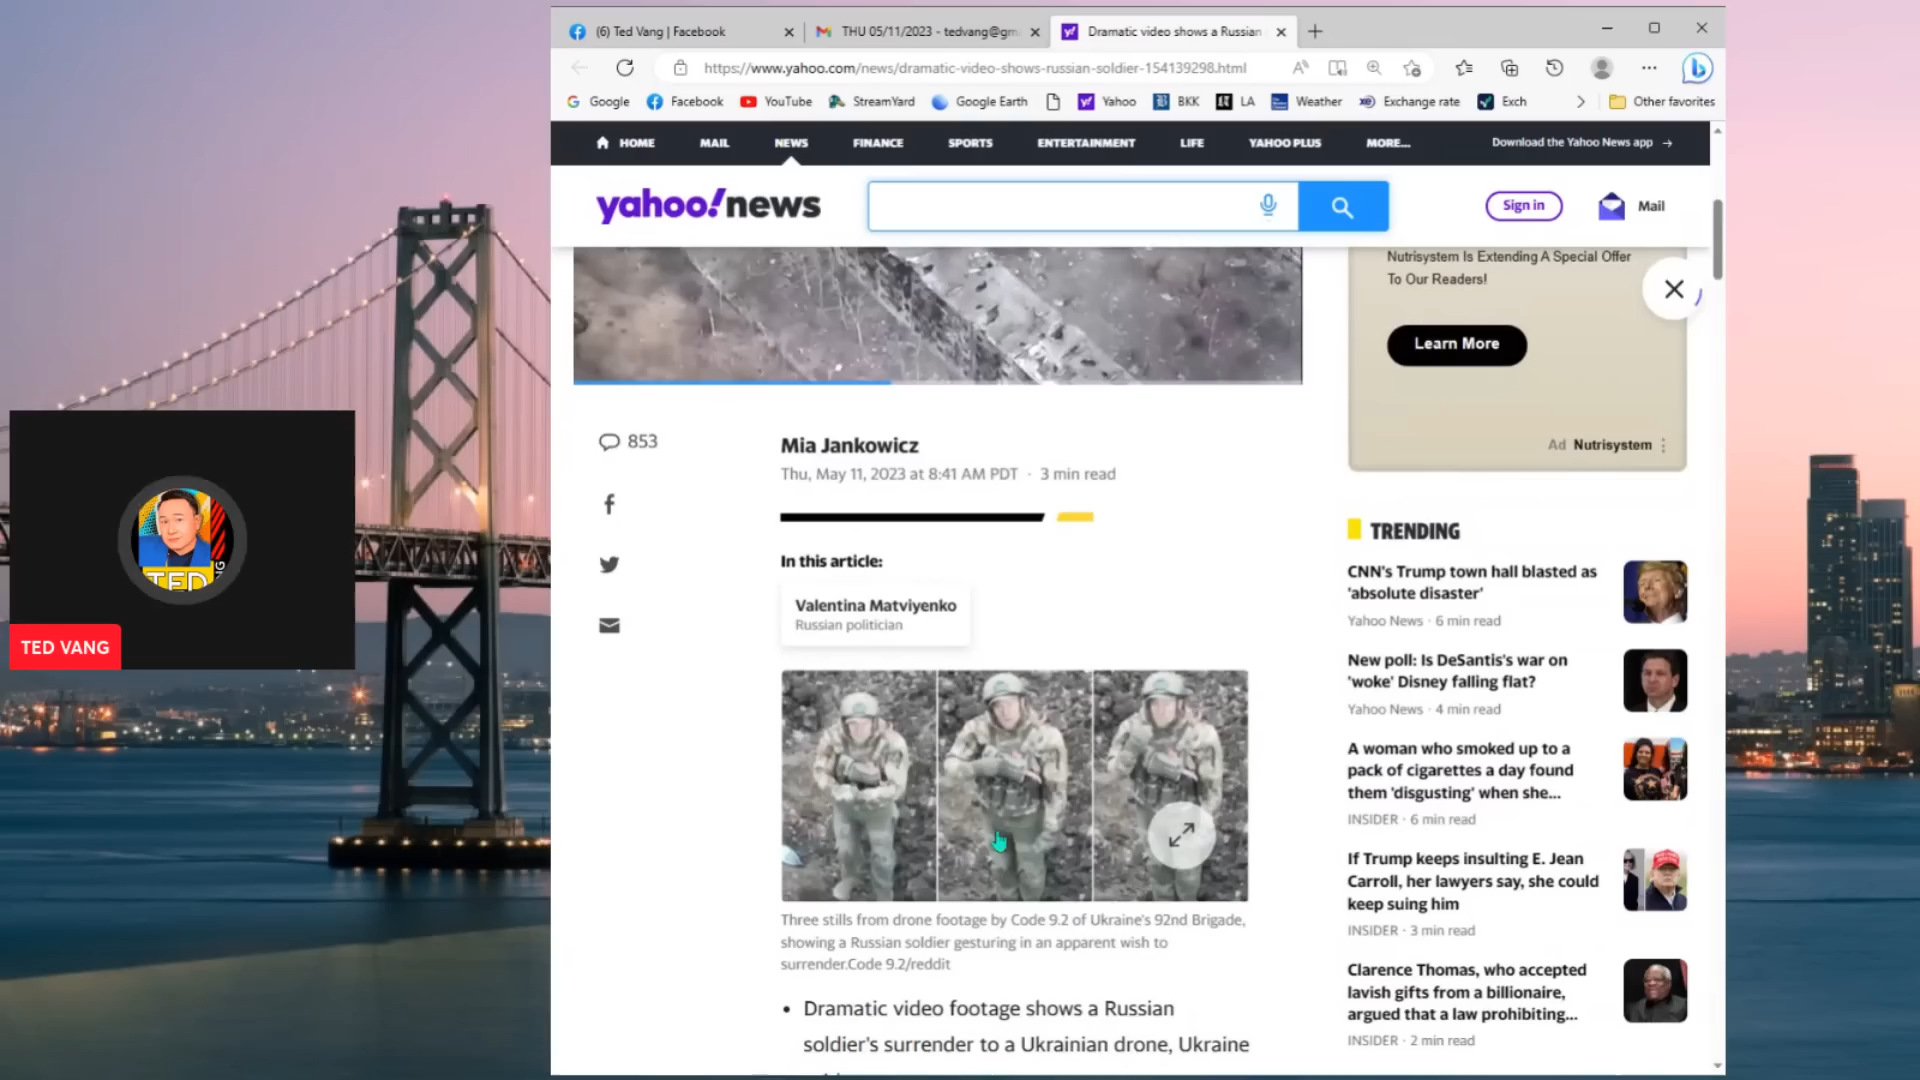 (6) Ted Vang | Facebook
THU 05/11/2023 - tedvang@gm
Dramatic video shows a Russian
https://www.yahoo.com/news/dramatic-video-shows-russian-soldier-154139298.html
Google
Facebook
YouTube
StreamYard
Google Earth
Yahoo
BKK
LA
Weather
Exchange rate
Exch
Other favorites
HOME
MAIL
NEWS
FINANCE
SPORTS
ENTERTAINMENT
LIFE
YAHOO PLUS
MORE...
Download the Yahoo News app →
yahoo!news
Sign in
Mail
Nutrisystem Is Extending A Special Offer
To Our Readers!
Learn More
Ad Nutrisystem
853
Mia Jankowicz
Thu, May 11, 2023 at 8:41 AM PDT · 3 min read
In this article:
Valentina Matviyenko
Russian politician
Three stills from drone footage by Code 9.2 of Ukraine's 92nd Brigade,
showing a Russian soldier gesturing in an apparent wish to
surrender.Code 9.2/reddit
• Dramatic video footage shows a Russian
soldier's surrender to a Ukrainian drone, Ukraine
TRENDING
CNN's Trump town hall blasted as
'absolute disaster'
Yahoo News · 6 min read
New poll: Is DeSantis's war on
'woke' Disney falling flat?
Yahoo News · 4 min read
A woman who smoked up to a
pack of cigarettes a day found
them 'disgusting' when she...
INSIDER · 6 min read
If Trump keeps insulting E. Jean
Carroll, her lawyers say, she could
keep suing him
INSIDER · 3 min read
Clarence Thomas, who accepted
lavish gifts from a billionaire,
argued that a law prohibiting...
INSIDER · 2 min read
TED
TED VANG